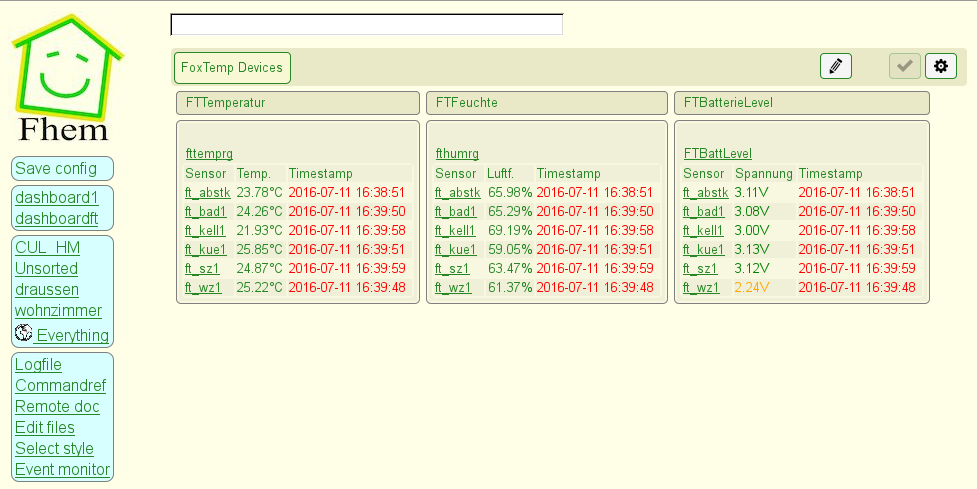 Fhem
Save config
dashboard1
dashboardft
CUL_HM
Unsorted
draussen
wohnzimmer
Everything
Logfile
Commandref
Remote doc
Edit files
Select style
Event monitor
FoxTemp Devices
FTTemperatur
fttemprg
Sensor Temp. Timestamp
ft_abstk 23.78°C 2016-07-11 16:38:51
ft_bad1 24.26°C 2016-07-11 16:39:50
ft_kell1 21.93°C 2016-07-11 16:39:58
ft_kue1 25.85°C 2016-07-11 16:39:51
ft_sz1 24.87°C 2016-07-11 16:39:59
ft_wz1 25.22°C 2016-07-11 16:39:48
FTFeuchte
fthumrg
Sensor Luftf. Timestamp
ft_abstk 65.98% 2016-07-11 16:38:51
ft_bad1 65.29% 2016-07-11 16:39:50
ft_kell1 69.19% 2016-07-11 16:39:58
ft_kue1 59.05% 2016-07-11 16:39:51
ft_sz1 63.47% 2016-07-11 16:39:59
ft_wz1 61.37% 2016-07-11 16:39:48
FTBatterieLevel
FTBattLevel
Sensor Spannung Timestamp
ft_abstk 3.11V 2016-07-11 16:38:51
ft_bad1 3.08V 2016-07-11 16:39:50
ft_kell1 3.00V 2016-07-11 16:39:58
ft_kue1 3.13V 2016-07-11 16:39:51
ft_sz1 3.12V 2016-07-11 16:39:59
ft_wz1 2.24V 2016-07-11 16:39:48